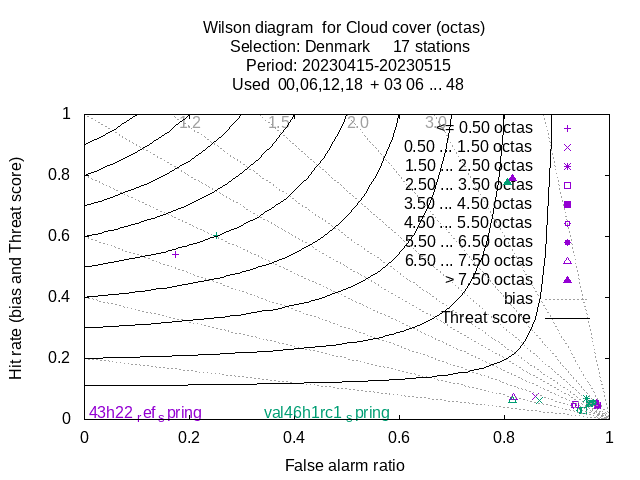 Wilson diagram  for Cloud cover (octas)
Selection: Denmark     17 stations
Period: 20230415-20230515
Used  00,06,12,18  + 03 06 ... 48
Hit rate (bias and Threat score)
1
0.8
0.6
0.4
0.2
0
1.2
1.5
2.0
3.0
<= 0.50 octas
0.50 ... 1.50 octas
1.50 ... 2.50 octas
2.50 ... 3.50 octas
3.50 ... 4.50 octas
4.50 ... 5.50 octas
5.50 ... 6.50 octas
6.50 ... 7.50 octas
> 7.50 octas
bias
Threat score
43h22ref spring
val46h1rc1 spring
0
0.2
0.4
0.6
0.8
1
False alarm ratio